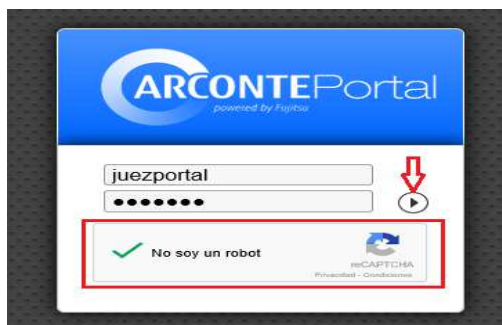 ARCONTEPortal
powered by Fujitsu
juezportal
●●●●●●●
No soy un robot
reCAPTCHA
Privacidad - Condiciones